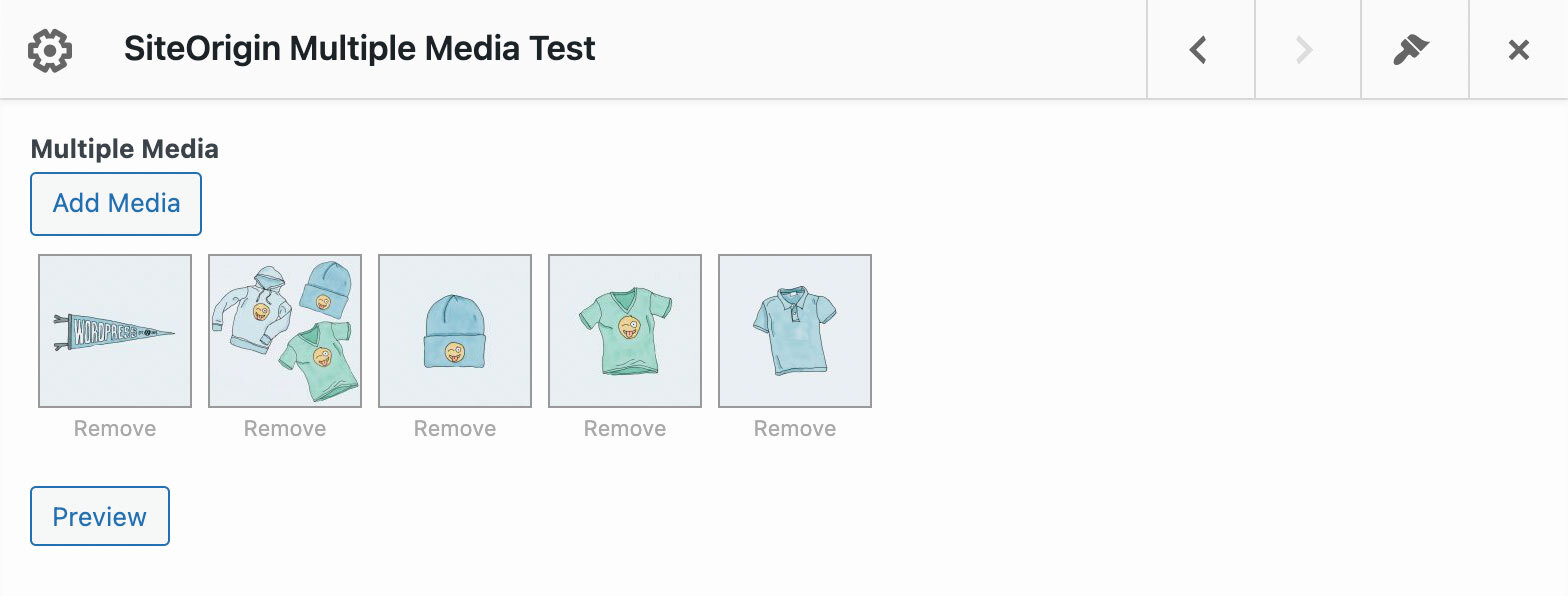 SiteOrigin Multiple Media Test
Multiple Media
Add Media
WORDPRESS
Remove
Remove
Remove
Remove
Remove
Preview